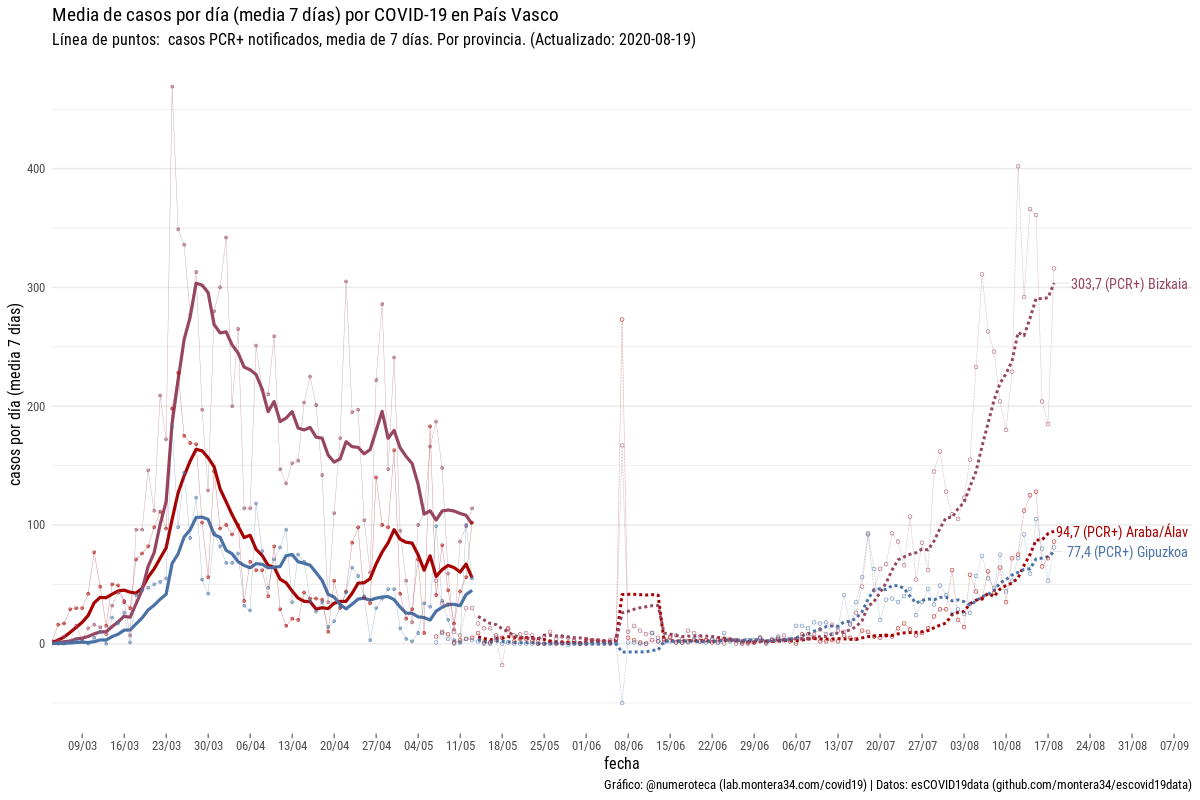 Media de casos por día (media 7 días) por COVID-19 en País Vasco
Línea de puntos:  casos PCR+ notificados, media de 7 días. Por provincia. (Actualizado: 2020-08-19)
casos por día (media 7 días)
400
300
200
100
0
303,7 (PCR+) Bizkaia
94,7 (PCR+) Araba/Álav
77,4 (PCR+) Gipuzkoa
09/03 16/03 23/03 30/03 06/04 13/04 20/04 27/04 04/05 11/05 18/05 25/05 01/06 08/06 15/06 22/06 29/06 06/07 13/07 20/07 27/07 03/08 10/08 17/08 24/08 31/08 07/09
fecha
Gráfico: @numeroteca (lab.montera34.com/covid19) | Datos: esCOVID19data (github.com/montera34/escovid19data)